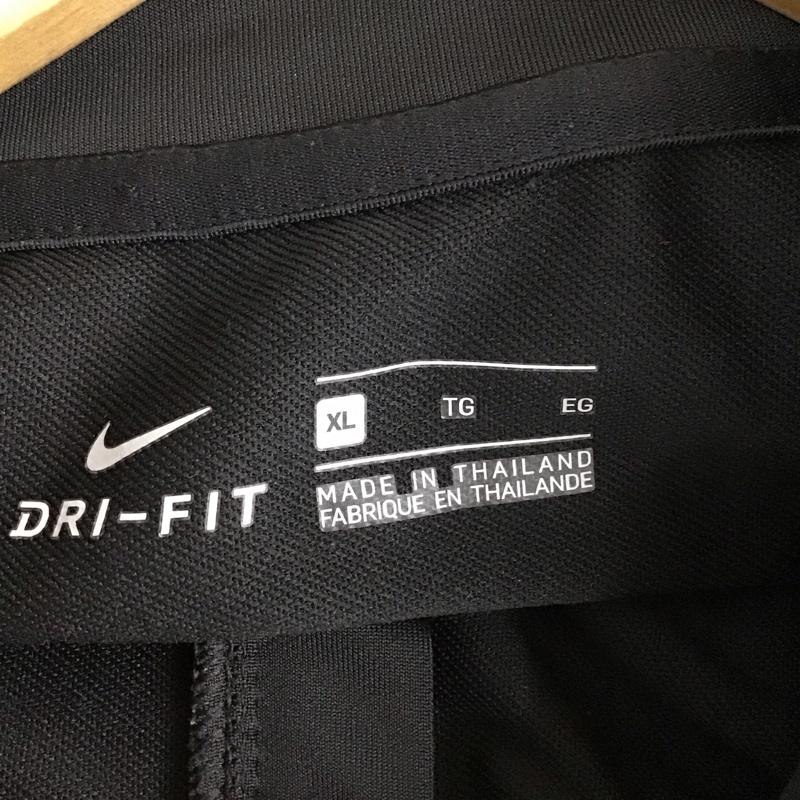 DRI-FIT
XL TG EG
MADE IN THAILAND
FABRIQUE EN THAILANDE